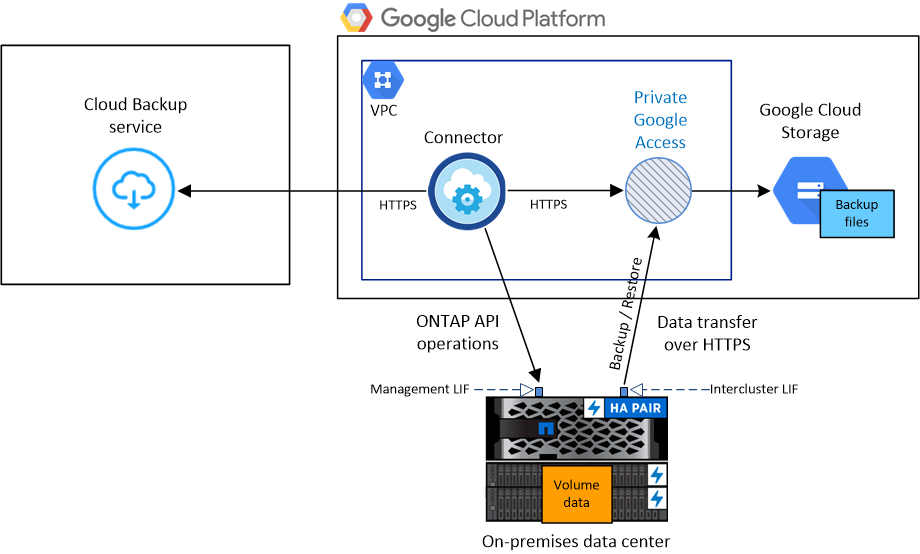 Google Cloud Platform
Cloud Backup
service
VPC
Connector
Private
Google
Access
Google Cloud
Storage
HTTPS
HTTPS
Backup
files
ONTAP API
operations
Backup / Restore
Data transfer
over HTTPS
Management LIF
Intercluster LIF
HA PAIR
Volume
data
On-premises data center